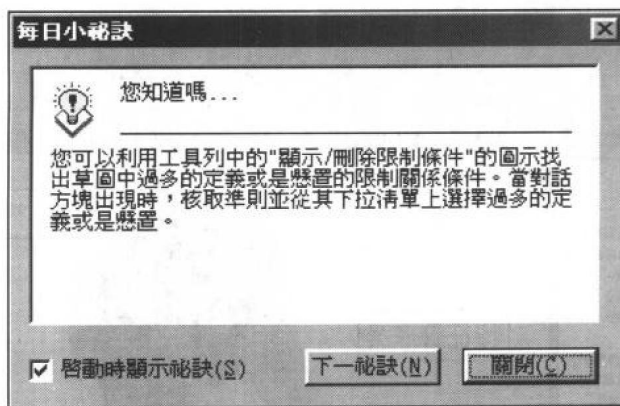 每日小祕訣
您知道嗎...
您可以利用工具列中的"顯示/刪除限制條件"的圖示找
出草圖中過多的定義或是懸置的限制關係條件。當對話
方塊出現時，核取準則並從其下拉清單上選擇過多的定
義或是懸置。
啓動時顯示祕訣(S)
下一祕訣(N)
關閉(C)